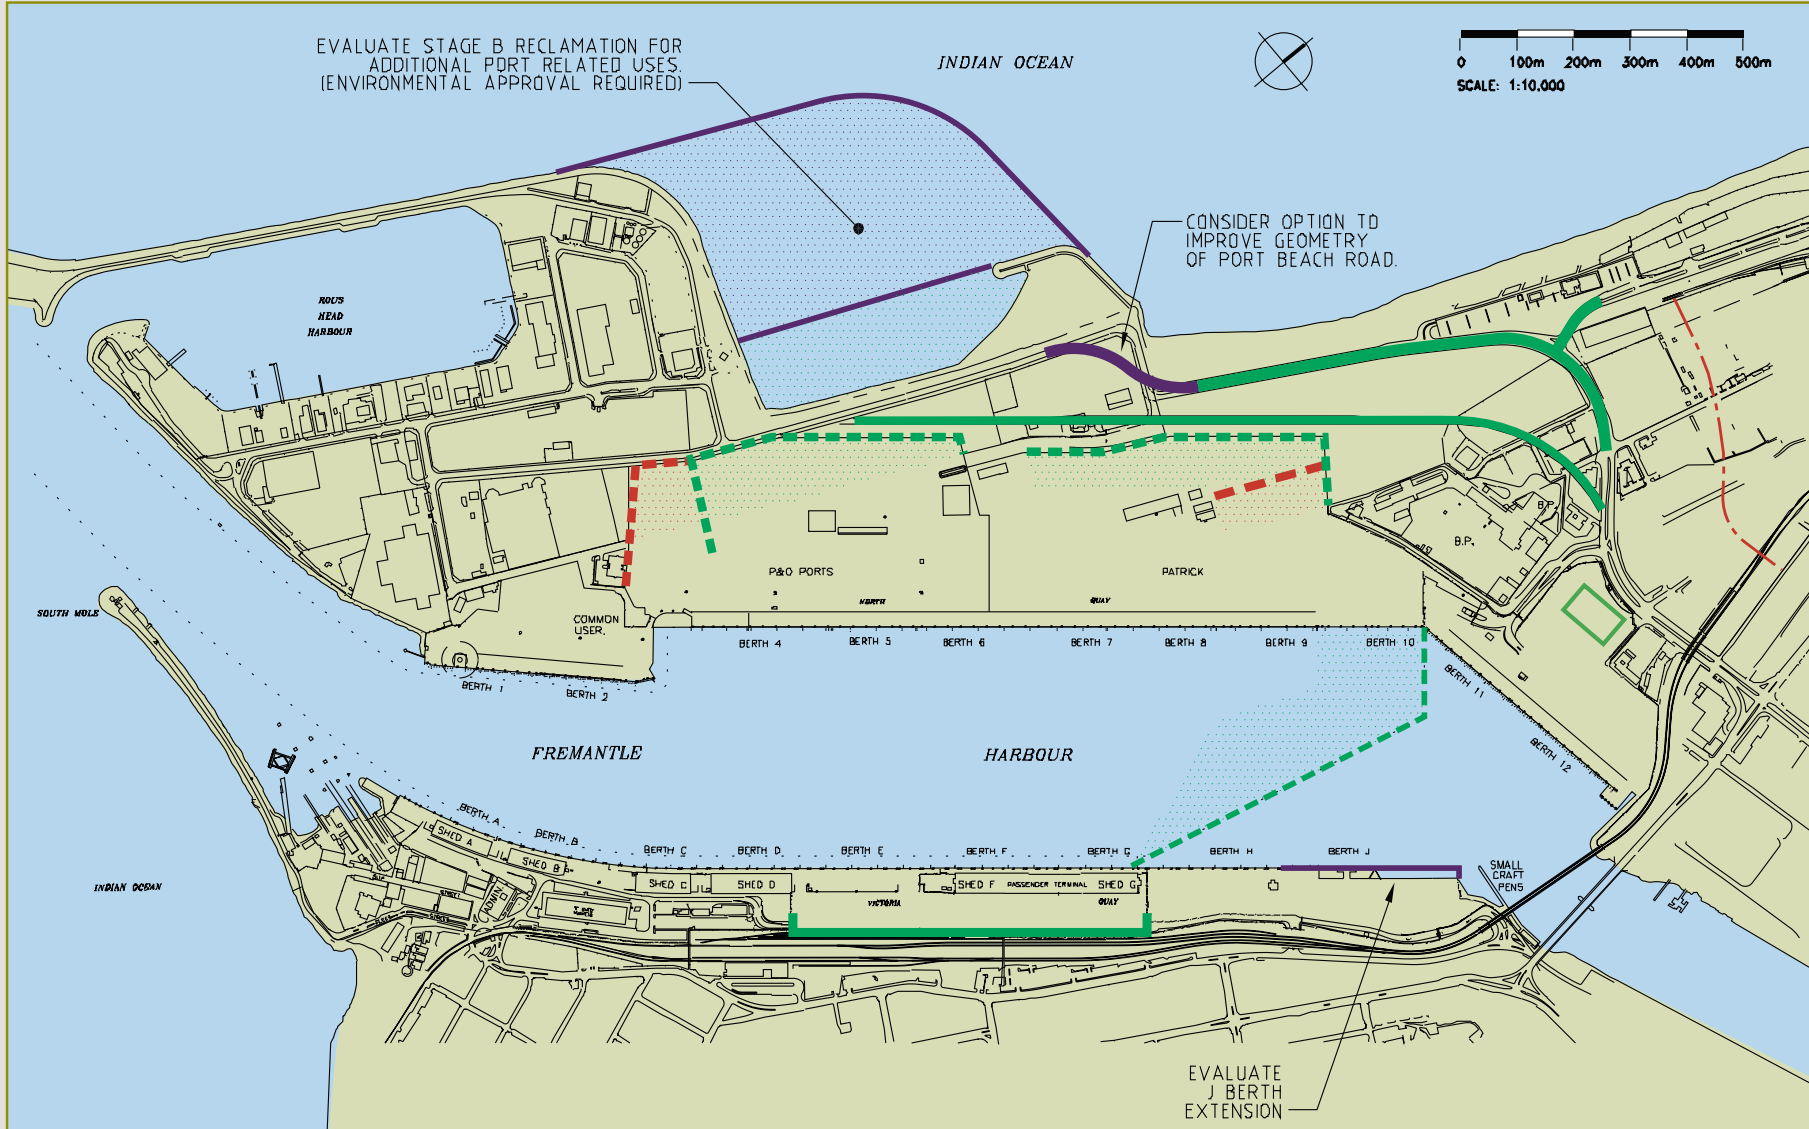 EVALUATE STAGE B RECLAMATION FOR
ADDITIONAL PORT RELATED USES.
(ENVIRONMENTAL APPROVAL REQUIRED)
INDIAN OCEAN
0 100m 200m 300m 400m 500m
SCALE: 1:10,000
CONSIDER OPTION TO
IMPROVE GEOMETRY
OF PORT BEACH ROAD.
ROUS
HEAD
HARBOUR
B.P.
B.P.
P&O PORTS
PATRICK
NORTH
QUAY
SOUTH MOLE
COMMON
USER.
BERTH 4
BERTH 5
BERTH 6
BERTH 7
BERTH 8
BERTH 9
BERTH 10
BERTH 11
BERTH 12
BERTH 1
BERTH 2
FREMANTLE
HARBOUR
BERTH A
BERTH B
BERTH C
BERTH D
BERTH E
BERTH F
BERTH G
BERTH H
BERTH J
SHED A
SHED B
SHED C
SHED D
SHED F
PASSENGER TERMINAL
SHED G
SMALL
CRAFT
PENS
INDIAN OCEAN
SLIP
STREET
ADMIN.
STREET
VICTORIA
QUAY
EVALUATE
J BERTH
EXTENSION